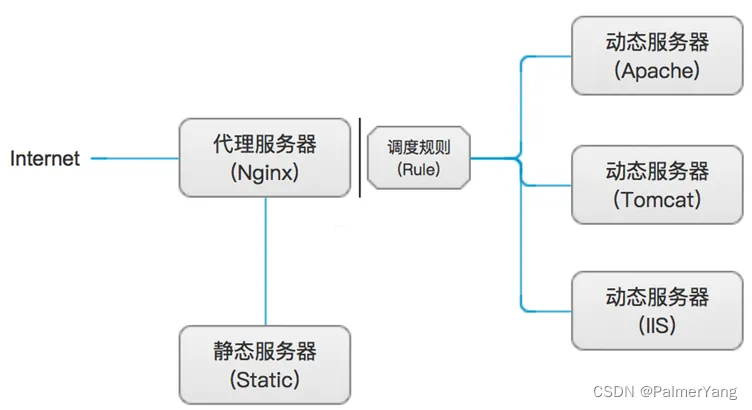 Internet
代理服务器
(Nginx)
调度规则
(Rule)
动态服务器
(Apache)
动态服务器
(Tomcat)
动态服务器
(IIS)
静态服务器
(Static)
CSDN @PalmerYang